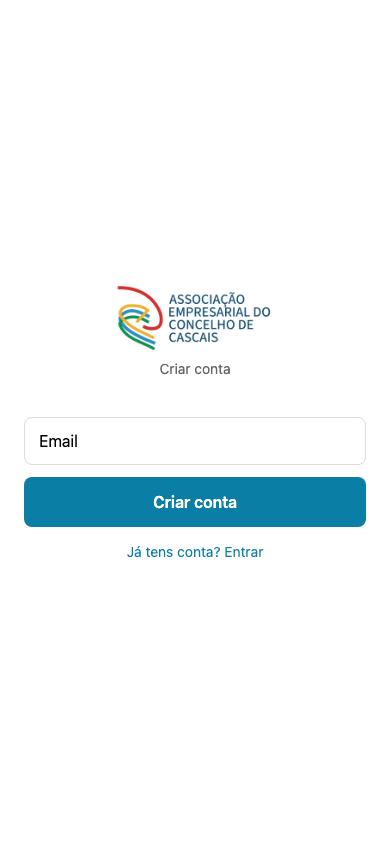 ASSOCIAÇÃO
EMPRESARIAL DO
CONCELHO DE
CASCAIS
Criar conta
Email
Criar conta
Já tens conta? Entrar